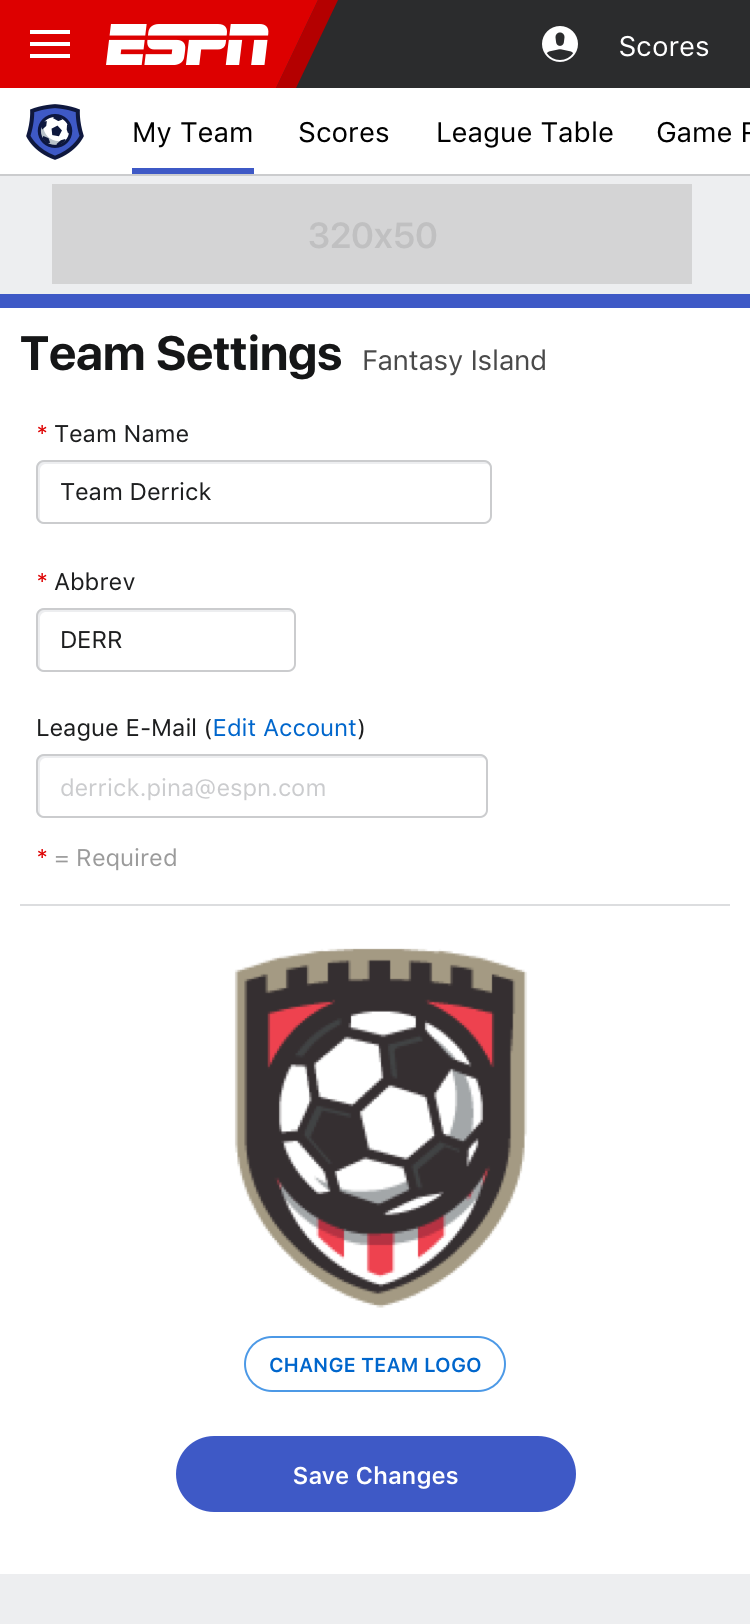 ESPN
Scores
My Team Scores League Table Game
320x50
Team Settings Fantasy Island
* Team Name
Team Derrick
* Abbrev
DERR
League E-Mail (Edit Account)
derrick.pina@espn.com
* = Required
CHANGE TEAM LOGO
Save Changes